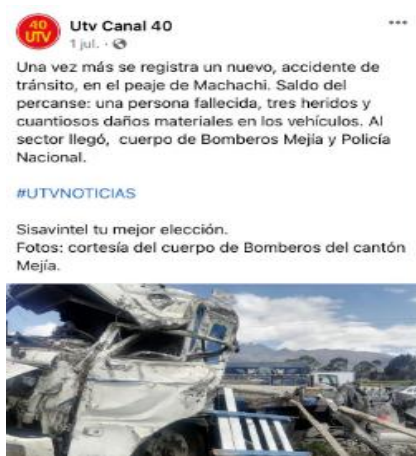 40
UTV
Utv Canal 40
1 jul. ·
Una vez más se registra un nuevo, accidente de
tránsito, en el peaje de Machachi. Saldo del
percanse: una persona fallecida, tres heridos y
cuantiosos daños materiales en los vehículos. Al
sector llegó, cuerpo de Bomberos Mejía y Policía
Nacional.
#UTVNOTICIAS
Sisavintel tu mejor elección.
Fotos: cortesía del cuerpo de Bomberos del cantón
Mejía.